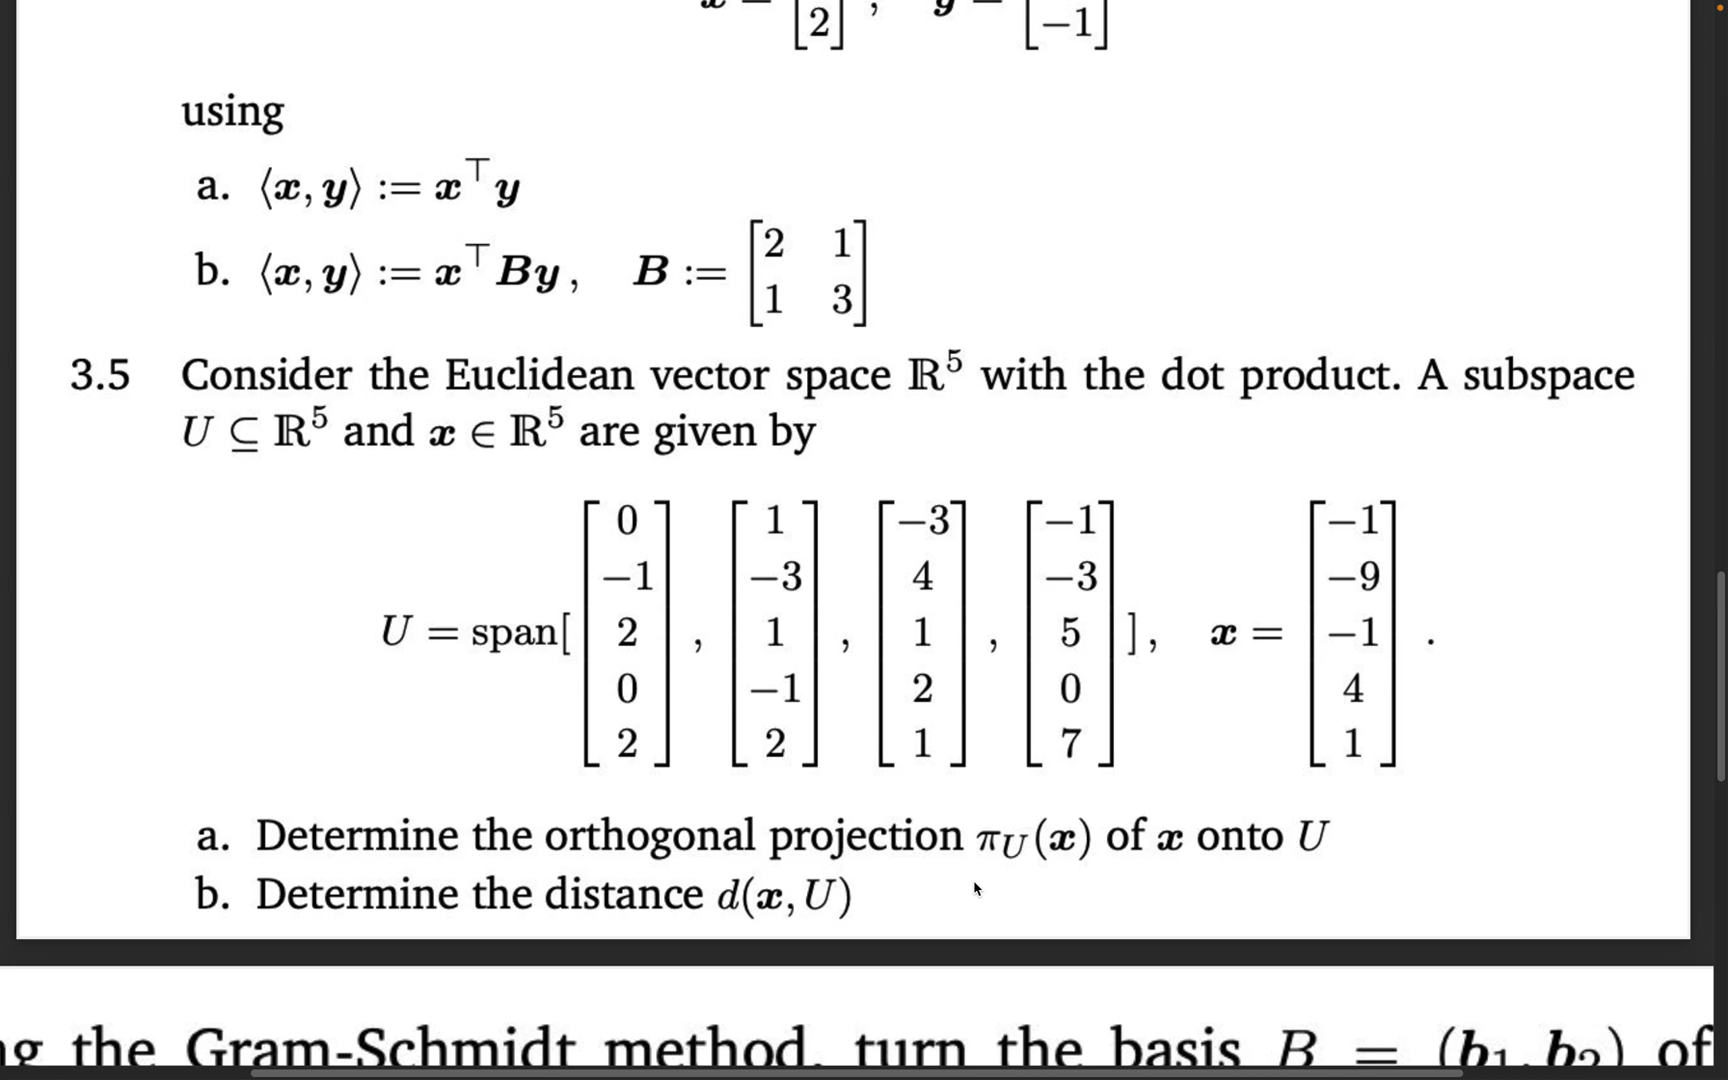 x = [2], y = [−1]
using
a. ⟨x, y⟩ := x⊤y
b. ⟨x, y⟩ := x⊤By, B := [2 1; 1 3]
3.5 Consider the Euclidean vector space ℝ⁵ with the dot product. A subspace
U ⊆ ℝ⁵ and x ∈ ℝ⁵ are given by
U = span[ [0 −1 2 0 2], [1 −3 1 −1 2], [−3 4 1 2 1], [−1 −3 5 0 7] ], x = [−1 −9 −1 4 1].
a. Determine the orthogonal projection π_U(x) of x onto U
b. Determine the distance d(x, U)
the Gram-Schmidt method, turn the basis B = (b₁, b₂) of